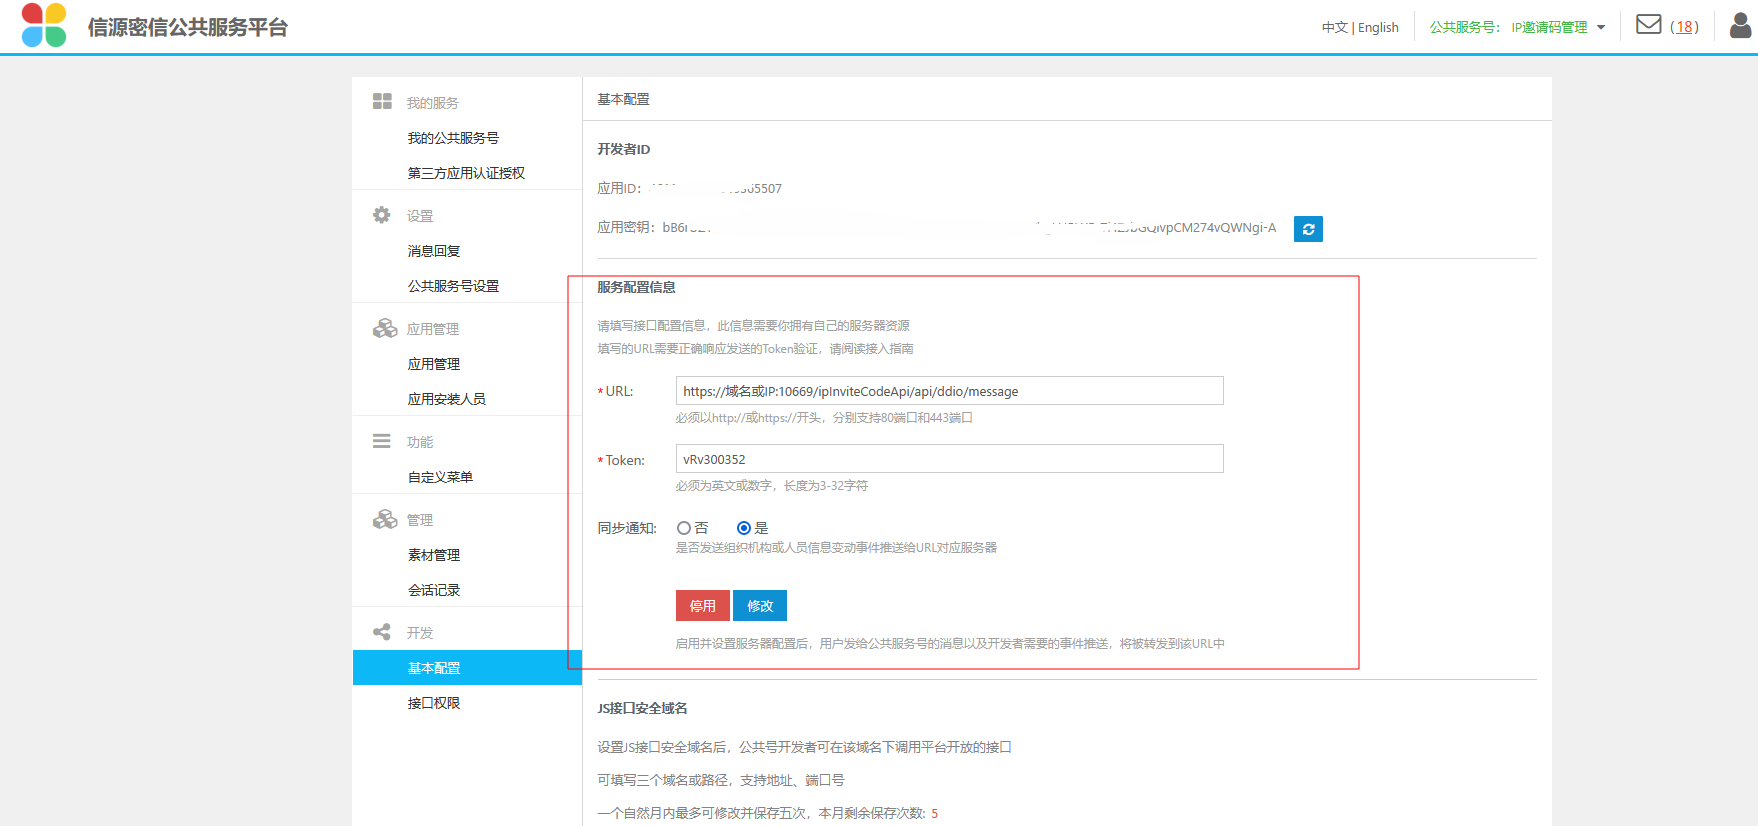 信源密信公共服务平台
中文 | English
公共服务号： IP邀请码管理
(18)
我的服务
我的公共服务号
第三方应用认证授权
设置
消息回复
公共服务号设置
应用管理
应用管理
应用安装人员
功能
自定义菜单
管理
素材管理
会话记录
开发
基本配置
接口权限
基本配置
开发者ID
应用ID： 365507
应用密钥：bB6r GQlvpCM274vQWNgi-A
服务配置信息
请填写接口配置信息，此信息需要你拥有自己的服务器资源
填写的URL需要正确响应发送的Token验证，请阅读接入指南
*URL: https://域名或IP:10669/ipInviteCodeApi/api/ddio/message
必须以http://或https://开头，分别支持80端口和443端口
*Token: vRv300352
必须为英文或数字，长度为3-32字符
同步通知: 否 是
是否发送组织机构或人员信息变动事件推送给URL对应服务器
停用 修改
启用并设置服务器配置后，用户发给公共服务号的消息以及开发者需要的事件推送，将被转发到该URL中
JS接口安全域名
设置JS接口安全域名后，公共号开发者可在该域名下调用平台开放的接口
可填写三个域名或路径，支持地址、端口号
一个自然月内最多可修改并保存五次，本月剩余保存次数: 5